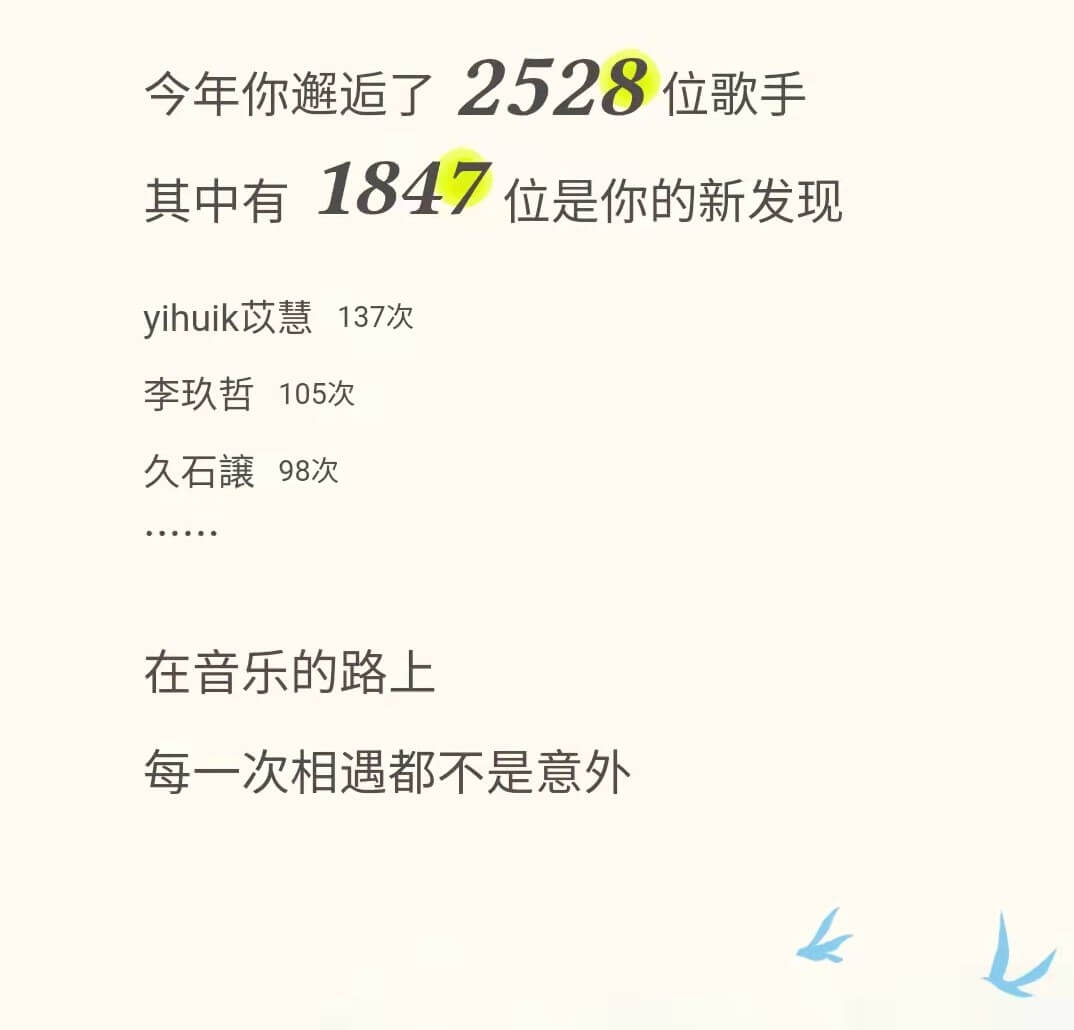 今年你邂逅了 2528 位歌手
其中有 1847 位是你的新发现
yihuik苡慧 137次
李玖哲 105次
久石譲 98次
……
在音乐的路上
每一次相遇都不是意外